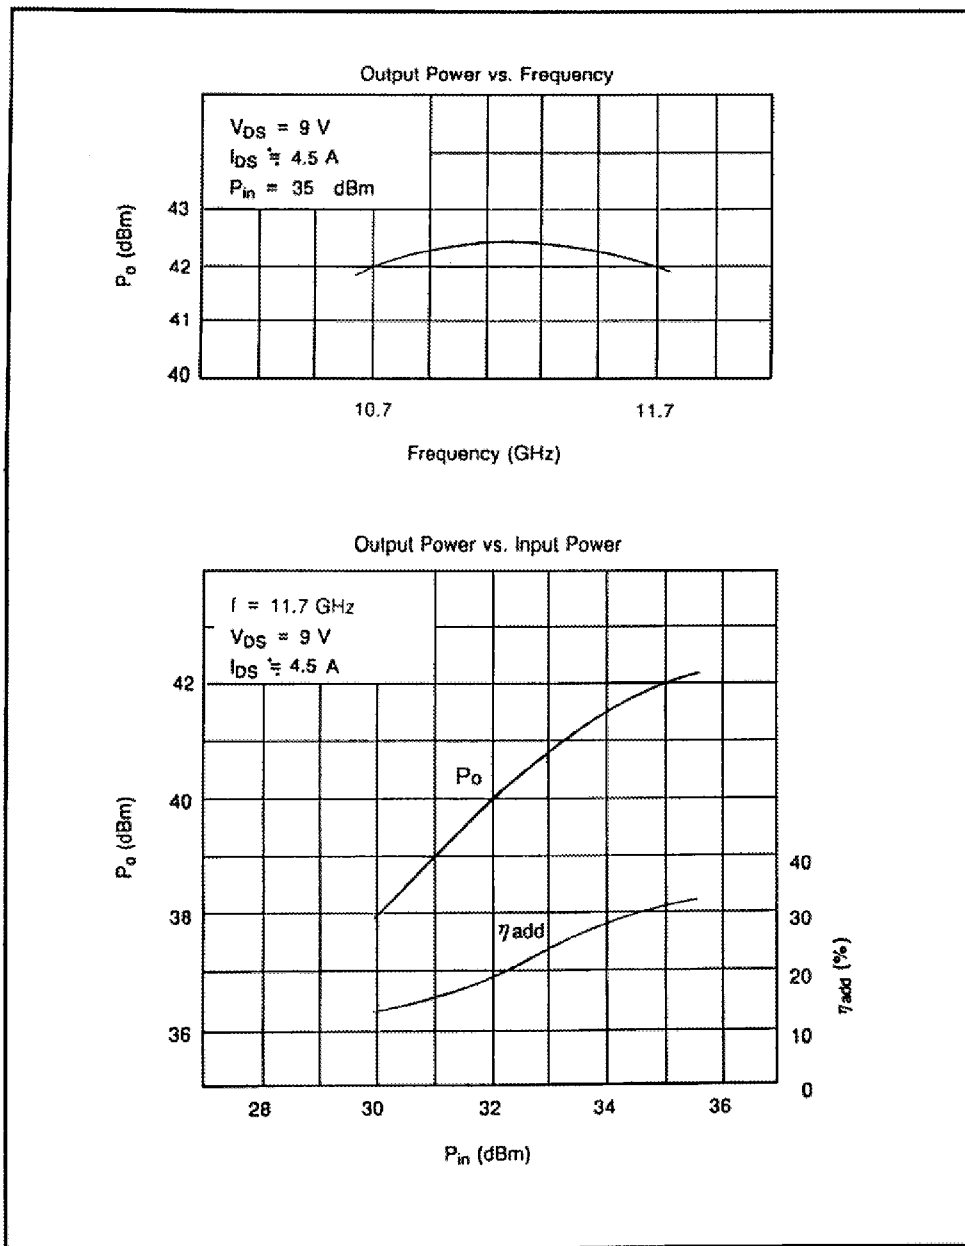 Output Power vs. Frequency
VDS = 9 V
IDS ≒ 4.5 A
Pin = 35 dBm
43
42
41
40
Po (dBm)
10.7 11.7
Frequency (GHz)
Output Power vs. Input Power
f = 11.7 GHz
VDS = 9 V
IDS ≒ 4.5 A
42
40
38
36
Po (dBm)
Po
ηadd
40
30
20
10
0
ηadd (%)
28 30 32 34 36
Pin (dBm)